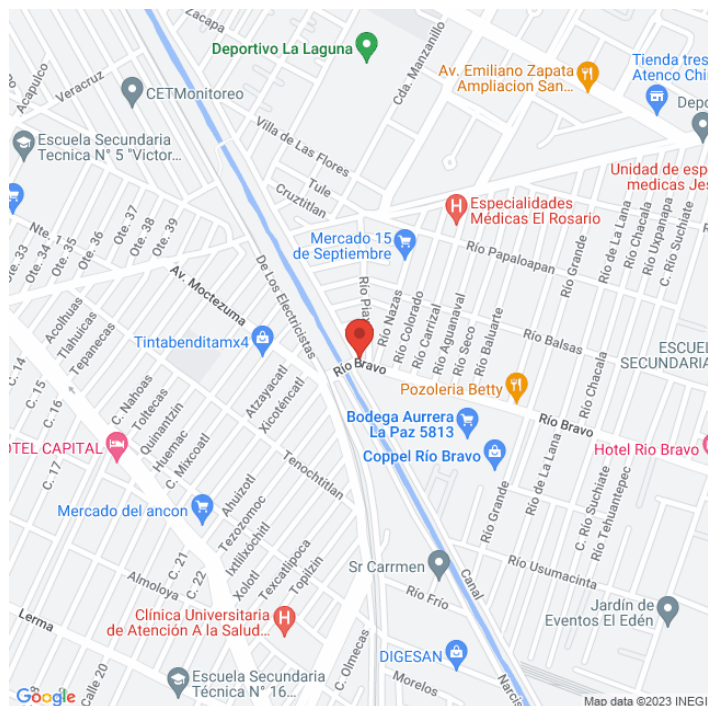 Zacapa
Deportivo La Laguna
Cda. Manzanillo
Av. Emiliano Zapata
Ampliacion San...
Tienda tres
Atenco Chi
Acapulco
Veracruz
CETMonitoreo
Depo
Escuela Secundaria
Tecnica N° 5 "Victor...
Villa de Las Flores
Tule
Cruztitlan
Unidad de esp
medicas Jes
Especialidades
Médicas El Rosario
Nte. 1
Ote. 33
Ote. 34
Ote. 35
Ote. 36
Ote. 37
Ote. 38
Ote. 39
Mercado 15
de Septiembre
Río Papaloapan
Río Grande
Río de La Lana
Río Chacala
Río Uxpanapa
C. Río Suchiate
Av. Moctezuma
De Los Electricistas
Río Nazas
Río Colorado
Río Carrizal
Río Aguanaval
Río Seco
Río Baluarte
Río Balsas
Acolhuas
Tlahuicas
Tepanecas
Tintabenditamx4
ESCUEL
SECUNDARIA
Río Bravo
C. 14
C. 15
C. 16
C. 17
C. Nahoas
Toltecas
Quinantzin
Huemac
C. Mixcoatl
Atzayacatl
Xicoténcatl
Pozoleria Betty
Río Chacala
Bodega Aurrera
La Paz 5813
Río Bravo
OTEL CAPITAL
Coppel Río Bravo
Hotel Rio Bravo
Tenochtitlan
Río Grande
Río de La Lana
C. Río Suchiate
Río Tehuantepec
Mercado del ancon
Ahuizotl
Tezozomoc
Ixtlilxóchitl
Xolotl
Texcatlipoca
Topilzin
C. 21
C. 22
Almoloya
Sr Carrmen
Canal
Río Usumacinta
Río Frío
Lerma
Clínica Universitaria
de Atención A la Salud...
Jardín de
Eventos El Edén
C. Olmecas
DIGESAN
Escuela Secundaria
Técnica N° 16...
Calle 20
Morelos
Narcis
Google
Map data ©2023 INEGI